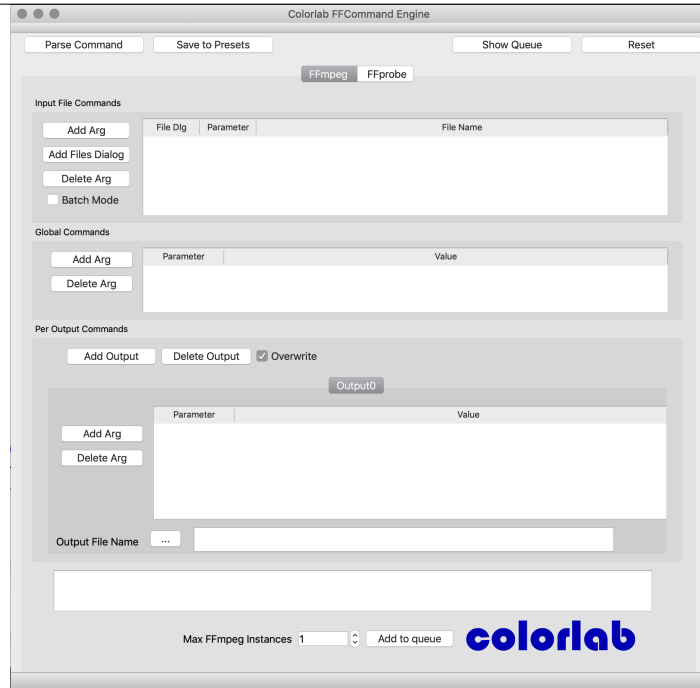 Colorlab FFCommand Engine
Parse Command Save to Presets Show Queue Reset
FFmpeg FFprobe
Input File Commands
Add Arg File Dlg Parameter File Name
Add Files Dialog
Delete Arg
Batch Mode
Global Commands
Add Arg Parameter Value
Delete Arg
Per Output Commands
Add Output Delete Output Overwrite
Output0
Parameter Value
Add Arg
Delete Arg
Output File Name ...
Max FFmpeg Instances 1 Add to queue colorlab